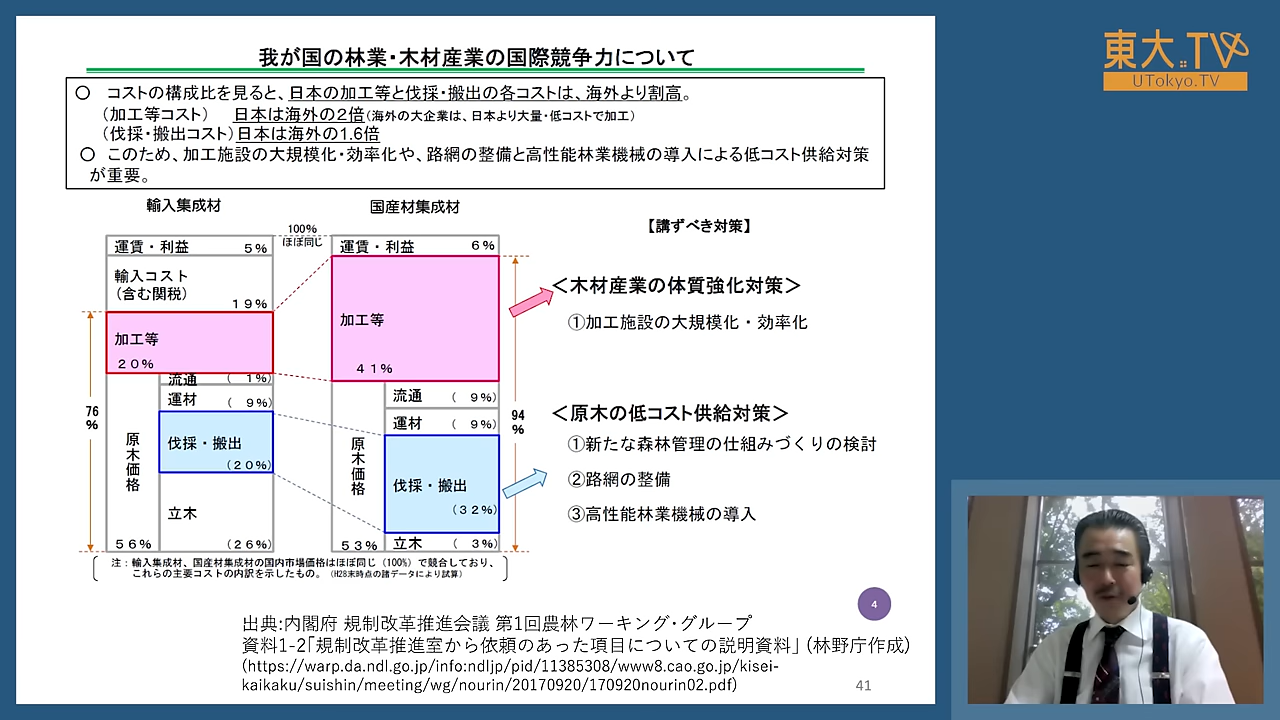 我が国の林業・木材産業の国際競争力について
○ コストの構成比を見ると、日本の加工等と伐採・搬出の各コストは、海外より割高。
(加工等コスト) 日本は海外の2倍(海外の大企業は、日本より大量・低コストで加工)
(伐採・搬出コスト)日本は海外の1.6倍
○ このため、加工施設の大規模化・効率化や、路網の整備と高性能林業機械の導入による低コスト供給対策
が重要。
輸入集成材
国産材集成材
100%
ほぼ同じ
運賃・利益 5%
輸入コスト
(含む関税)
19%
加工等
20%
流通 ( 1%)
運材 ( 9%)
伐採・搬出
(20%)
立木
(26%)
原木価格
56%
76
%
運賃・利益 6%
加工等
41%
流通 ( 9%)
運材 ( 9%)
伐採・搬出
(32%)
立木 ( 3%)
原木価格
53%
94
%
【講ずべき対策】
<木材産業の体質強化対策>
①加工施設の大規模化・効率化
<原木の低コスト供給対策>
①新たな森林管理の仕組みづくりの検討
②路網の整備
③高性能林業機械の導入
注:輸入集成材、国産材集成材の国内市場価格はほぼ同じ(100%)で競合しており、
これらの主要コストの内訳を示したもの。(H28末時点の諸データにより試算)
4
出典:内閣府 規制改革推進会議 第1回農林ワーキング・グループ
資料1-2「規制改革推進室から依頼のあった項目についての説明資料」(林野庁作成)
(https://warp.da.ndl.go.jp/info:ndljp/pid/11385308/www8.cao.go.jp/kisei-
kaikaku/suishin/meeting/wg/nourin/20170920/170920nourin02.pdf)
41
東大.TV
UTokyo.TV